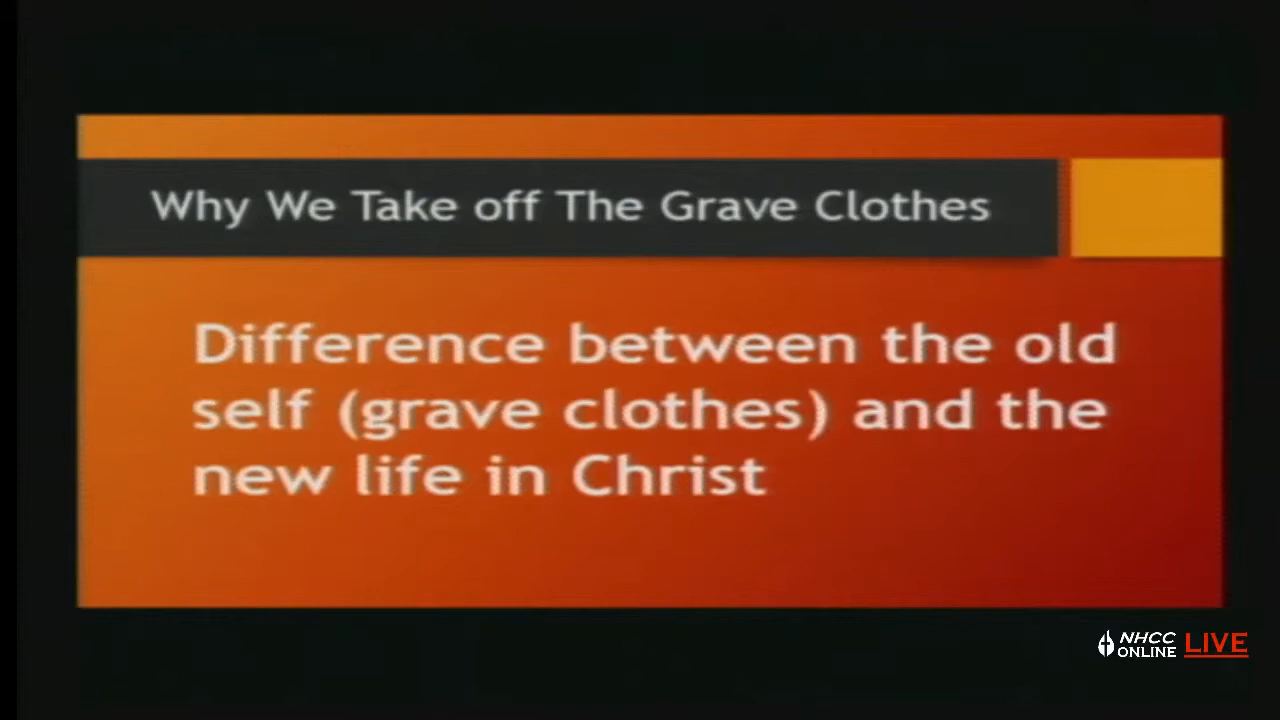 Why We Take off The Grave Clothes
Difference between the old
self (grave clothes) and the
new life in Christ
NHCC
ONLINE LIVE